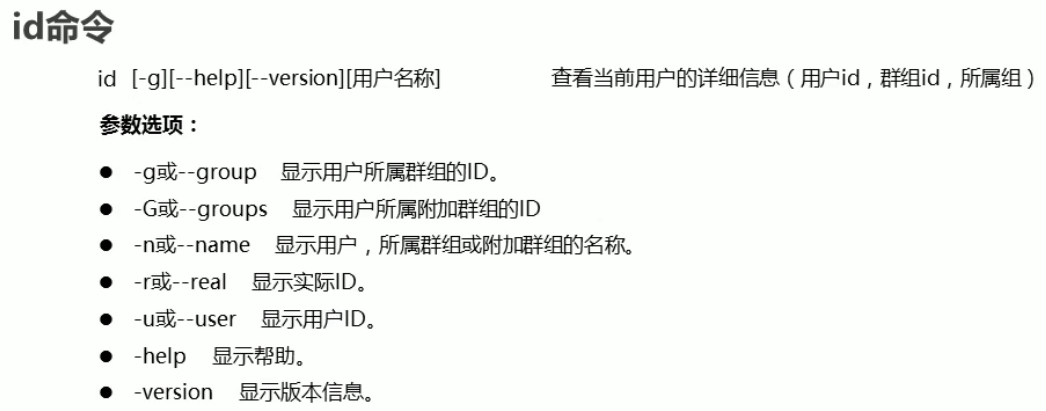 id命令
id [-g][--help][--version][用户名称] 查看当前用户的详细信息（用户id，群组id，所属组）
参数选项：
● -g或--group 显示用户所属群组的ID。
● -G或--groups 显示用户所属附加群组的ID
● -n或--name 显示用户，所属群组或附加群组的名称。
● -r或--real 显示实际ID。
● -u或--user 显示用户ID。
● -help 显示帮助。
● -version 显示版本信息。